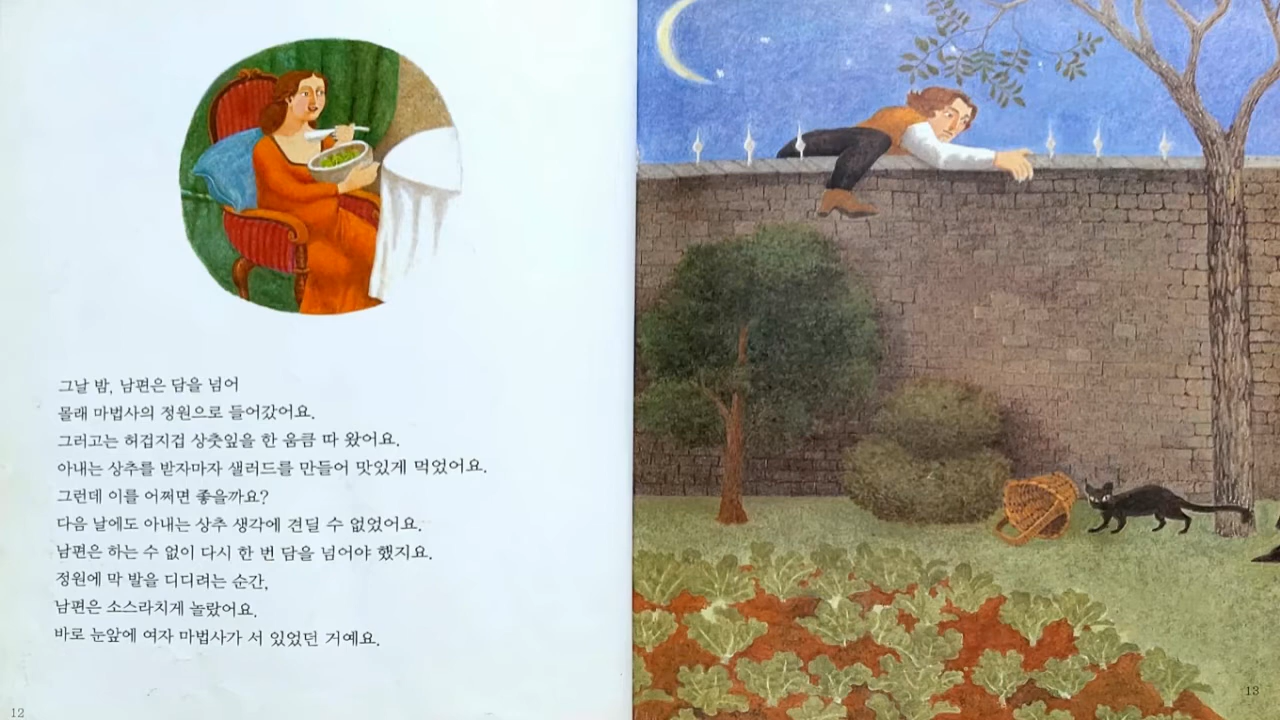 그날 밤, 남편은 담을 넘어
몰래 마법사의 정원으로 들어갔어요.
그러고는 허겁지겁 상춧잎을 한 움큼 따 왔어요.
아내는 상추를 받자마자 샐러드를 만들어 맛있게 먹었어요.
그런데 이를 어쩌면 좋을까요?
다음 날에도 아내는 상추 생각에 견딜 수 없었어요.
남편은 하는 수 없이 다시 한 번 담을 넘어야 했지요.
정원에 막 발을 디디려는 순간,
남편은 소스라치게 놀랐어요.
바로 눈앞에 여자 마법사가 서 있었던 거예요.
12
13